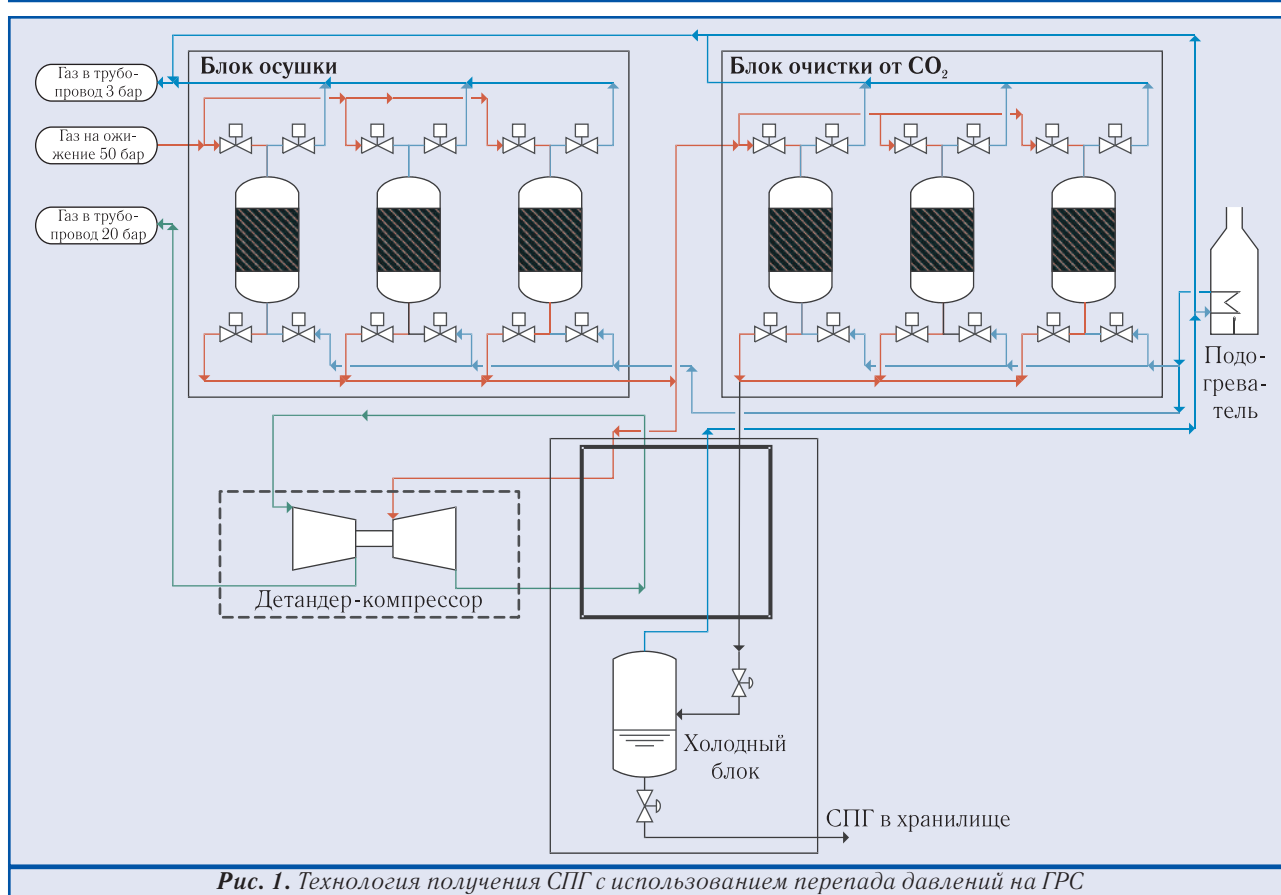 Блок осушки
Блок очистки от CO₂
Газ в трубо-
провод 3 бар
Газ на ожи-
жение 50 бар
Газ в трубо-
провод 20 бар
Подо-
грева-
тель
Детандер-компрессор
Холодный
блок
СПГ в хранилище
Рис. 1. Технология получения СПГ с использованием перепада давлений на ГРС